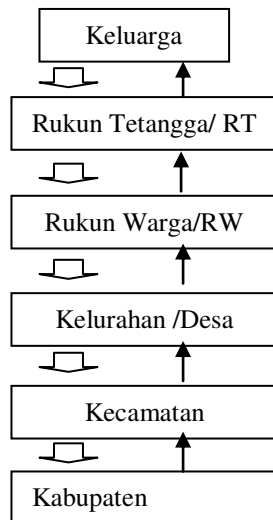 Keluarga
Rukun Tetangga/ RT
Rukun Warga/RW
Kelurahan /Desa
Kecamatan
Kabupaten